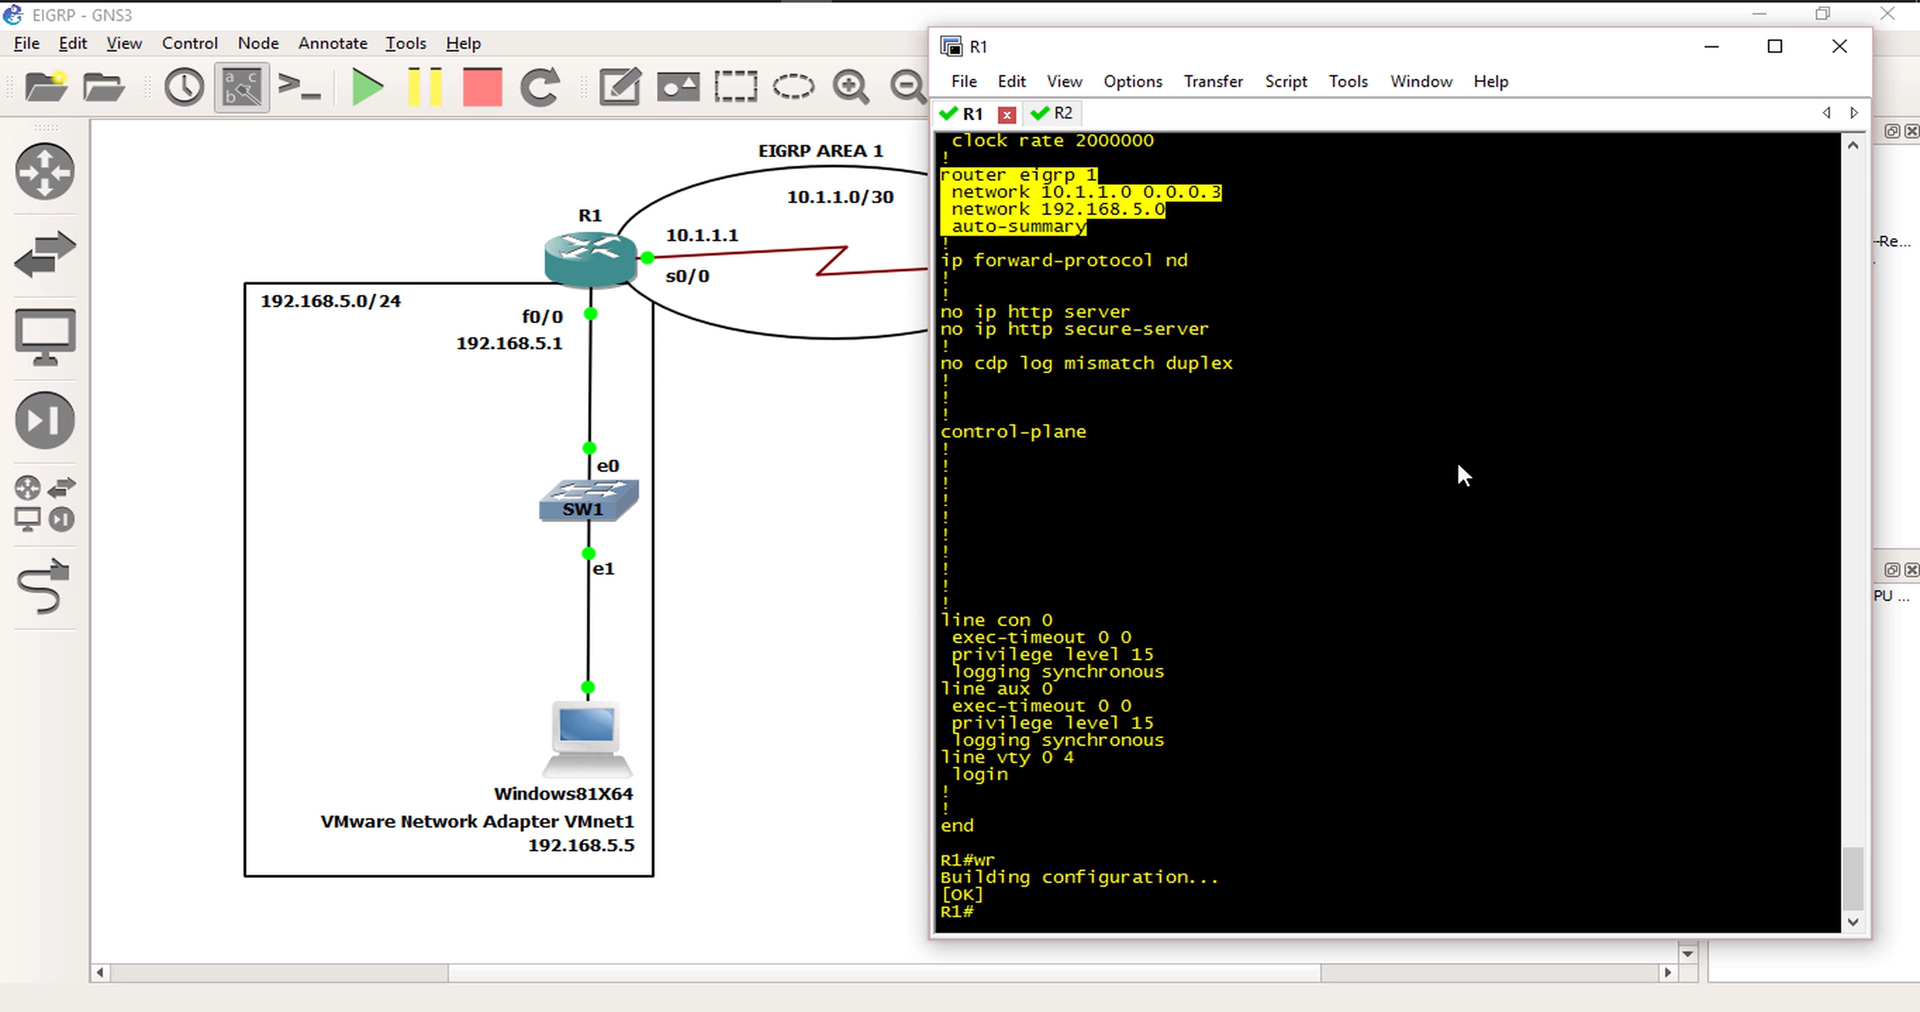 EIGRP - GNS3
File Edit View Control Node Annotate Tools Help
EIGRP AREA 1
10.1.1.0/30
R1
10.1.1.1
s0/0
192.168.5.0/24
f0/0
192.168.5.1
e0
SW1
e1
Windows81X64
VMware Network Adapter VMnet1
192.168.5.5
R1
File Edit View Options Transfer Script Tools Window Help
R1 R2
clock rate 2000000
!
router eigrp 1
network 10.1.1.0 0.0.0.3
network 192.168.5.0
auto-summary
!
ip forward-protocol nd
!
!
no ip http server
no ip http secure-server
!
no cdp log mismatch duplex
!
!
!
control-plane
!
!
!
!
!
!
!
!
!
!
line con 0
exec-timeout 0 0
privilege level 15
logging synchronous
line aux 0
exec-timeout 0 0
privilege level 15
logging synchronous
line vty 0 4
login
!
!
end
R1#wr
Building configuration...
[OK]
R1#
-Re...
PU ...